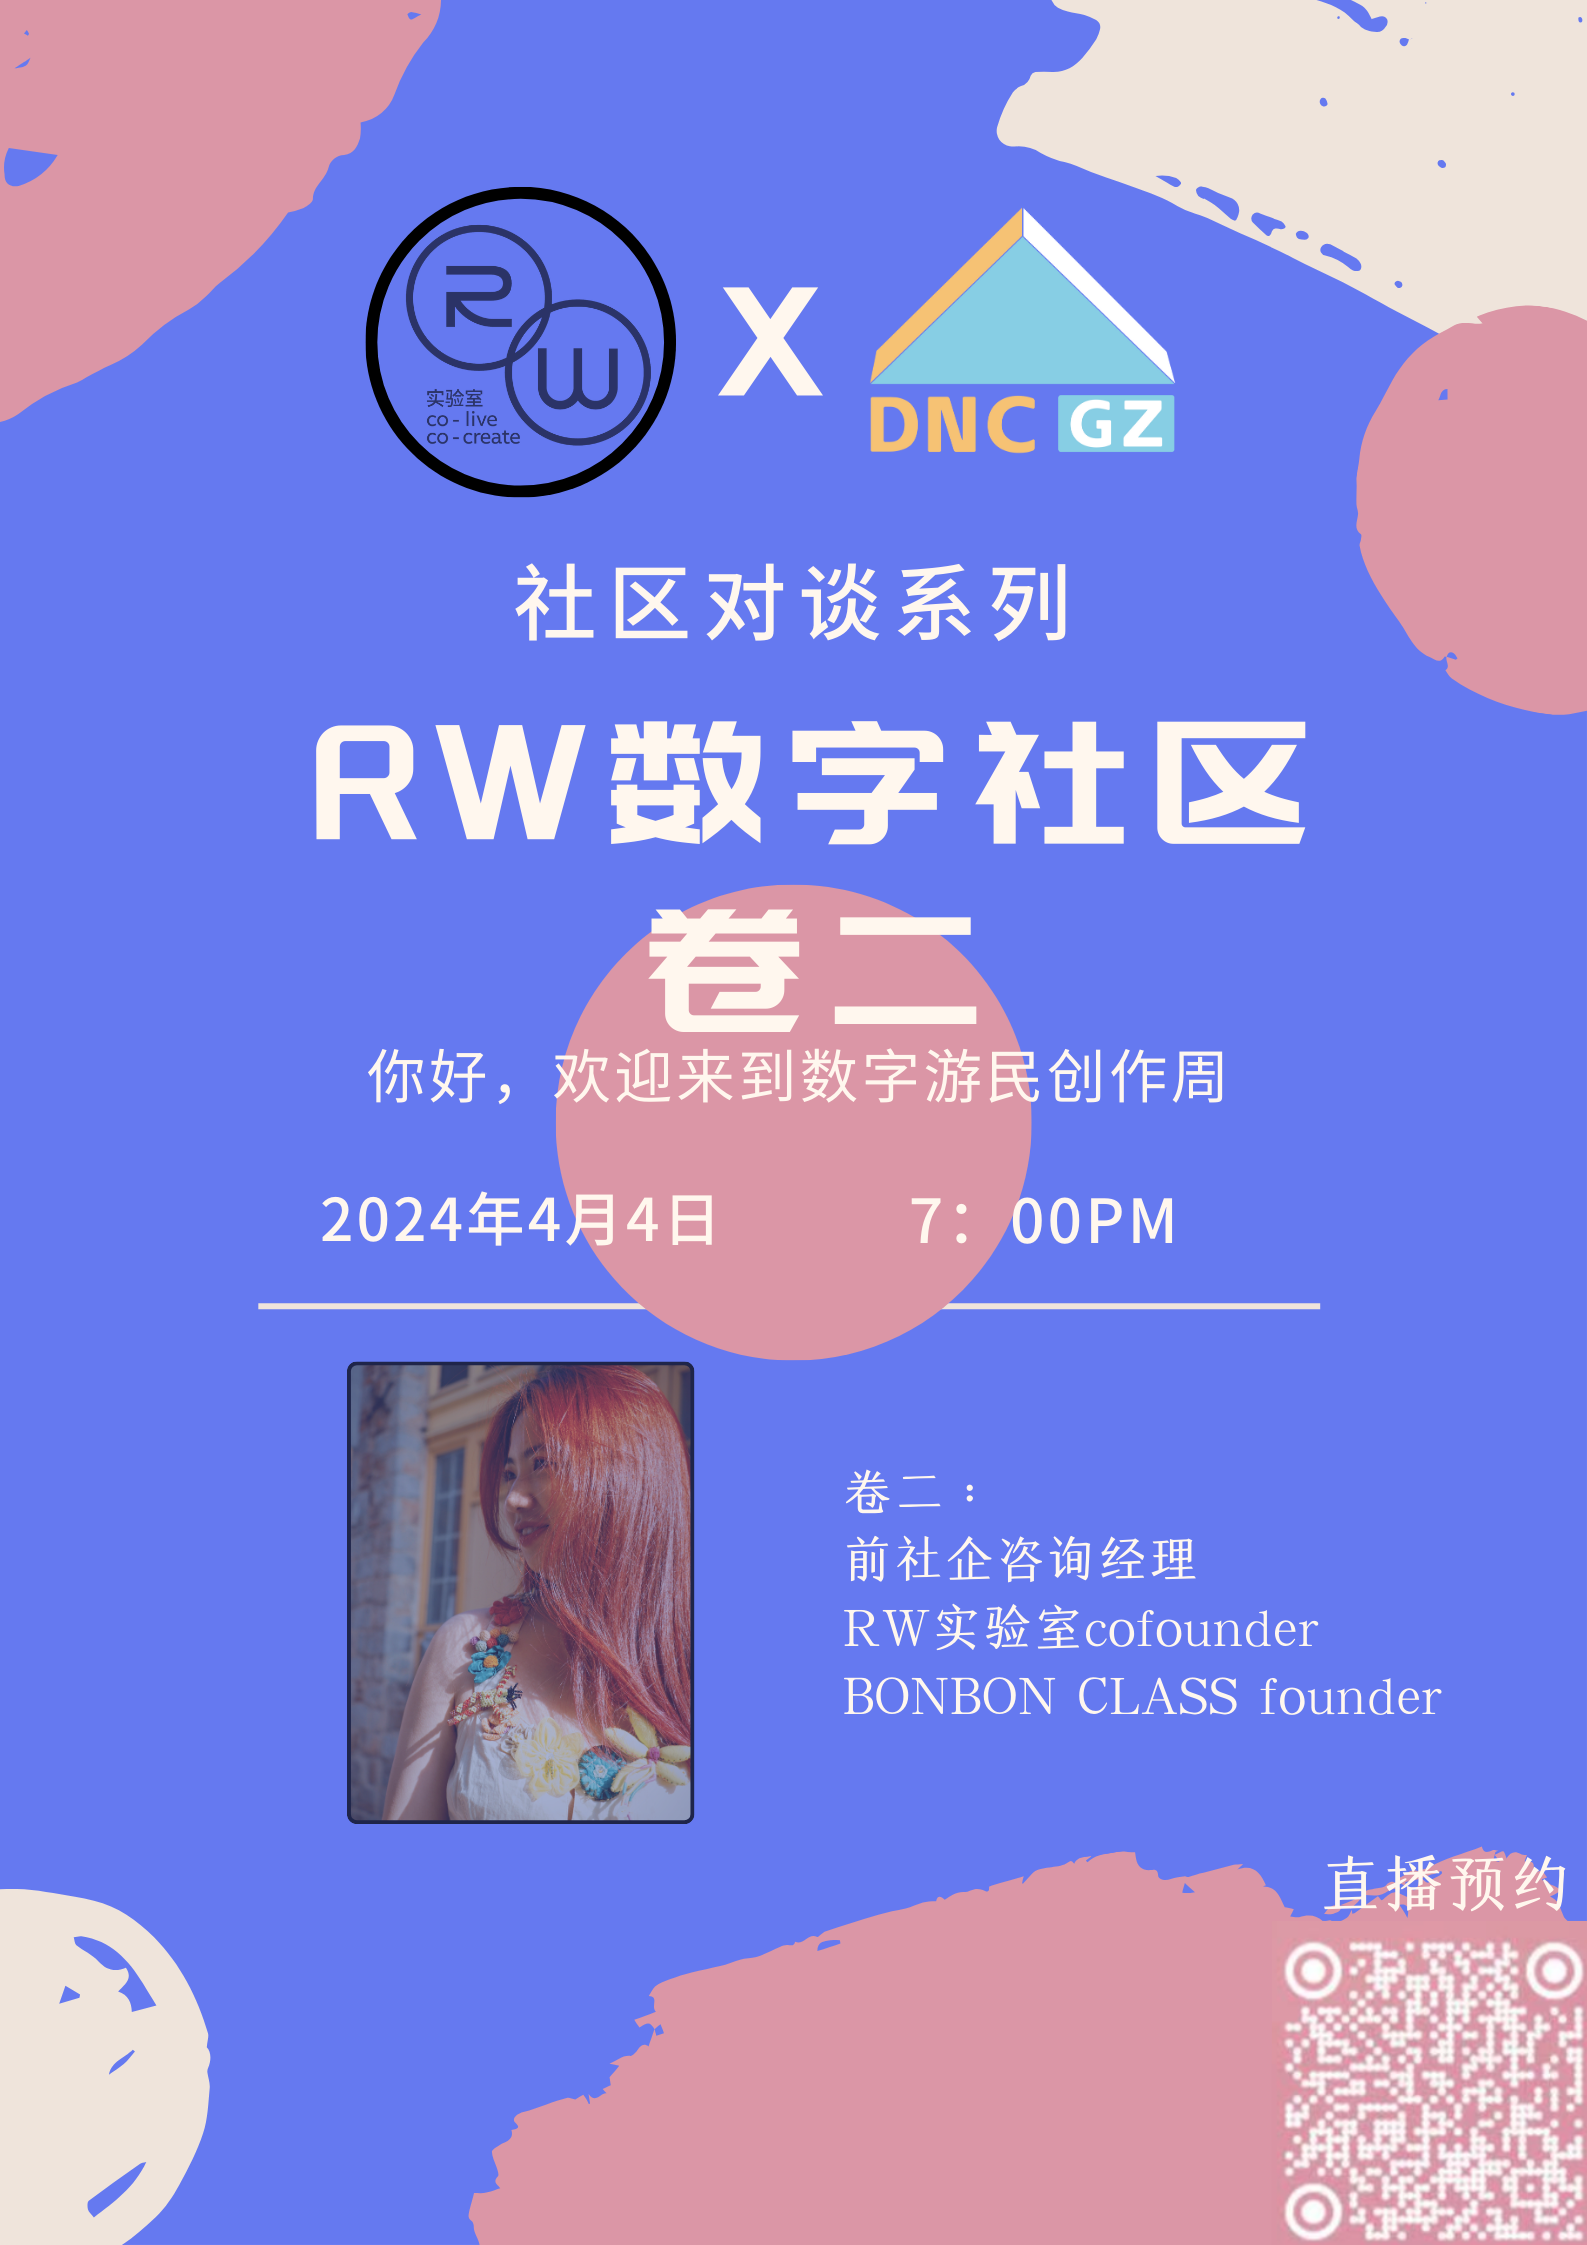 R
W
实验室
co - live
co - create
X
DNC GZ
社区对谈系列
RW数字社区
卷二
你好，欢迎来到数字游民创作周
2024年4月4日 7：00PM
卷二：
前社企咨询经理
RW实验室cofounder
BONBON CLASS founder
直播预约